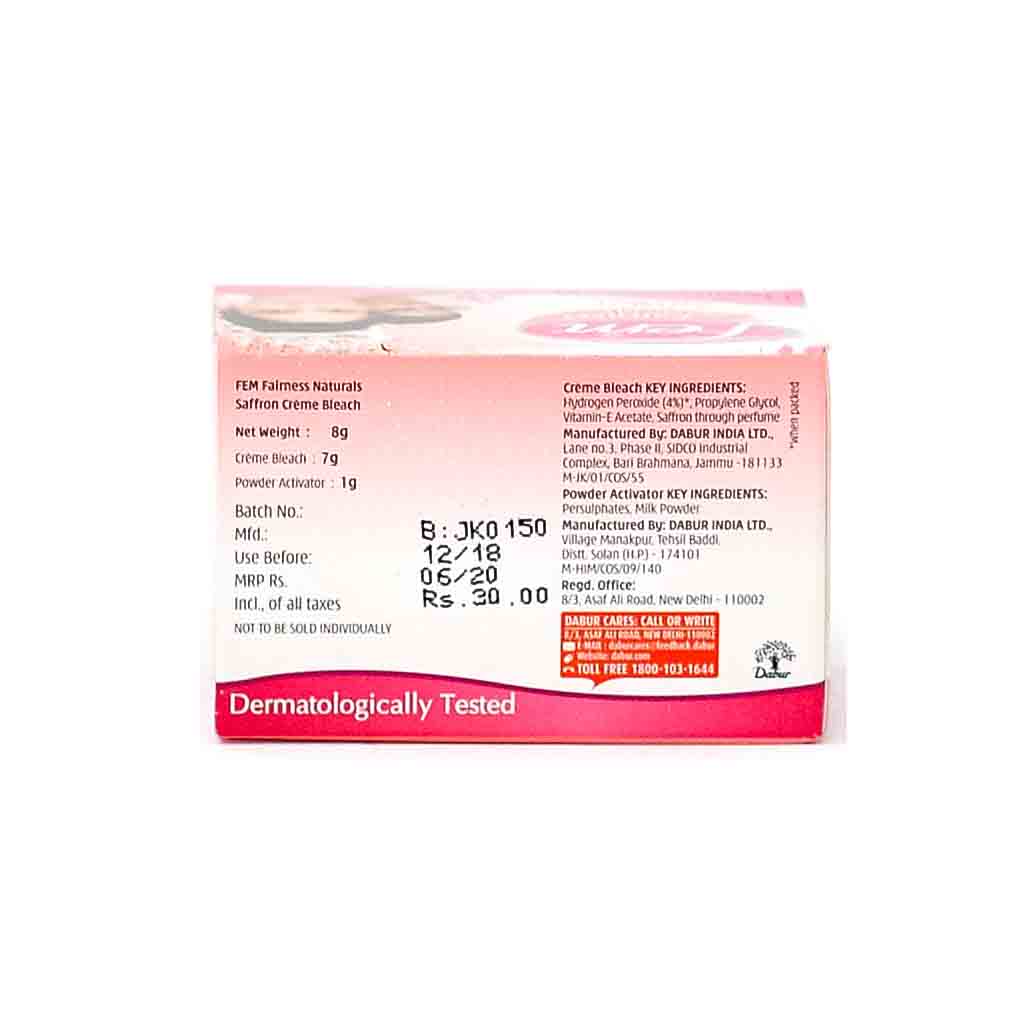 Fem
FEM Fairness Naturals
Saffron Crème Bleach
Net Weight : 8g
Crème Bleach : 7g
Powder Activator : 1g
Batch No.: B:JK0150
Mfd.: 12/18
Use Before: 06/20
MRP Rs. Rs.30.00
Incl., of all taxes
NOT TO BE SOLD INDIVIDUALLY
Creme Bleach KEY INGREDIENTS:
Hydrogen Peroxide (4%)*, Propylene Glycol,
Vitamin-E Acetate, Saffron through perfume
Manufactured By: DABUR INDIA LTD.,
Lane no.3, Phase II, SIDCO Industrial
Complex, Bari Brahmana, Jammu -181133
M-JK/01/COS/55
Powder Activator KEY INGREDIENTS:
Persulphates, Milk Powder
Manufactured By: DABUR INDIA LTD.,
Village Manakpur, Tehsil Baddi,
Distt. Solan (H.P) - 174101
M-HIM/COS/09/140
Regd. Office:
8/3, Asaf Ali Road, New Delhi - 110002
*when packed
DABUR CARES: CALL OR WRITE
8/3, ASAF ALI ROAD, NEW DELHI-110002
E-MAIL : daburcares@feedback.dabur
Website: dabur.com
TOLL FREE 1800-103-1644
Dabur
Dermatologically Tested